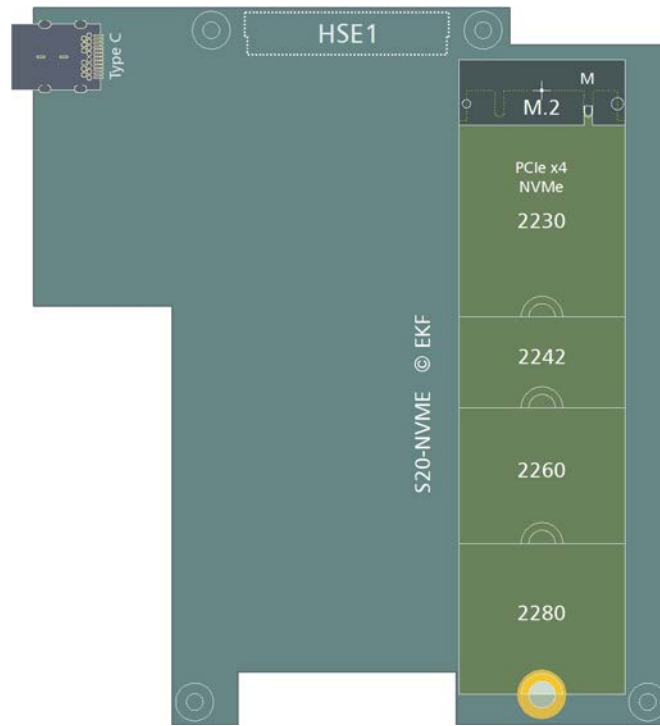 HSE1
Type C
M
M.2
PCIe x4
NVMe
2230
2242
S20-NVME © EKF
2260
2280